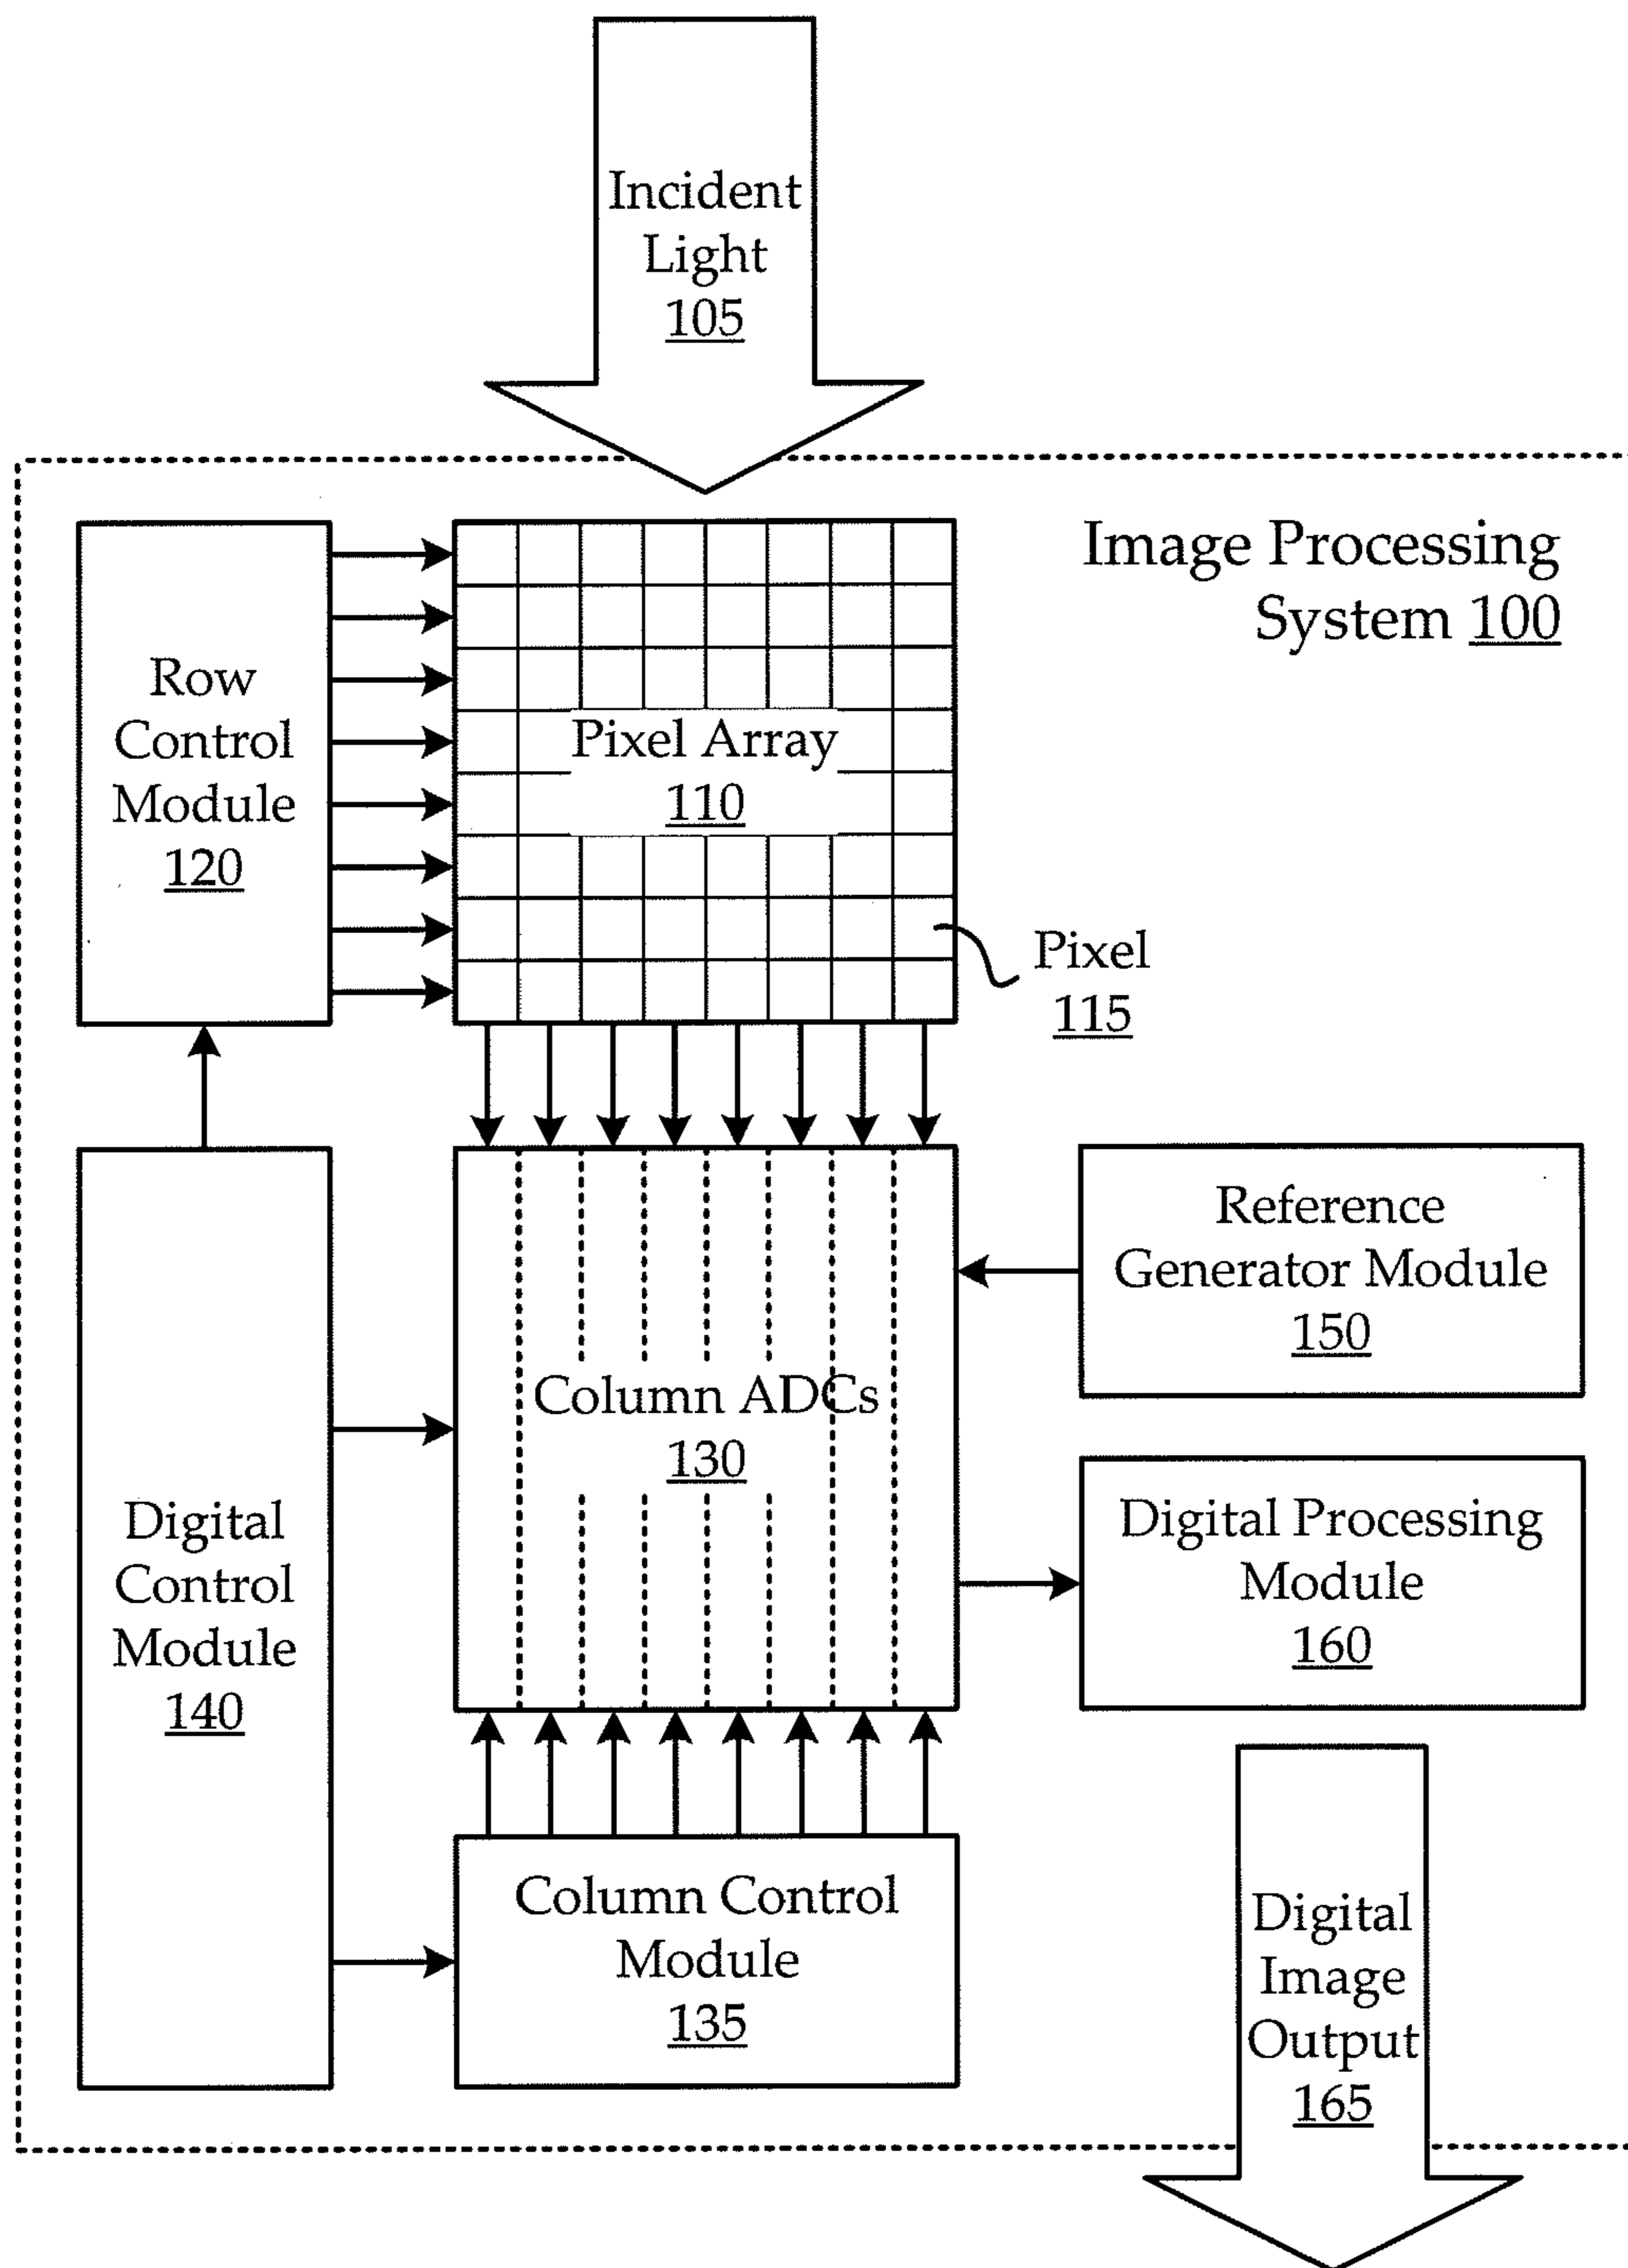 Incident
Light
105
Image Processing
System 100
Row
Control
Module
120
Pixel Array
110
Pixel
115
Reference
Generator Module
150
Column ADCs
130
Digital Processing
Module
160
Digital
Control
Module
140
Column Control
Module
135
Digital
Image
Output
165